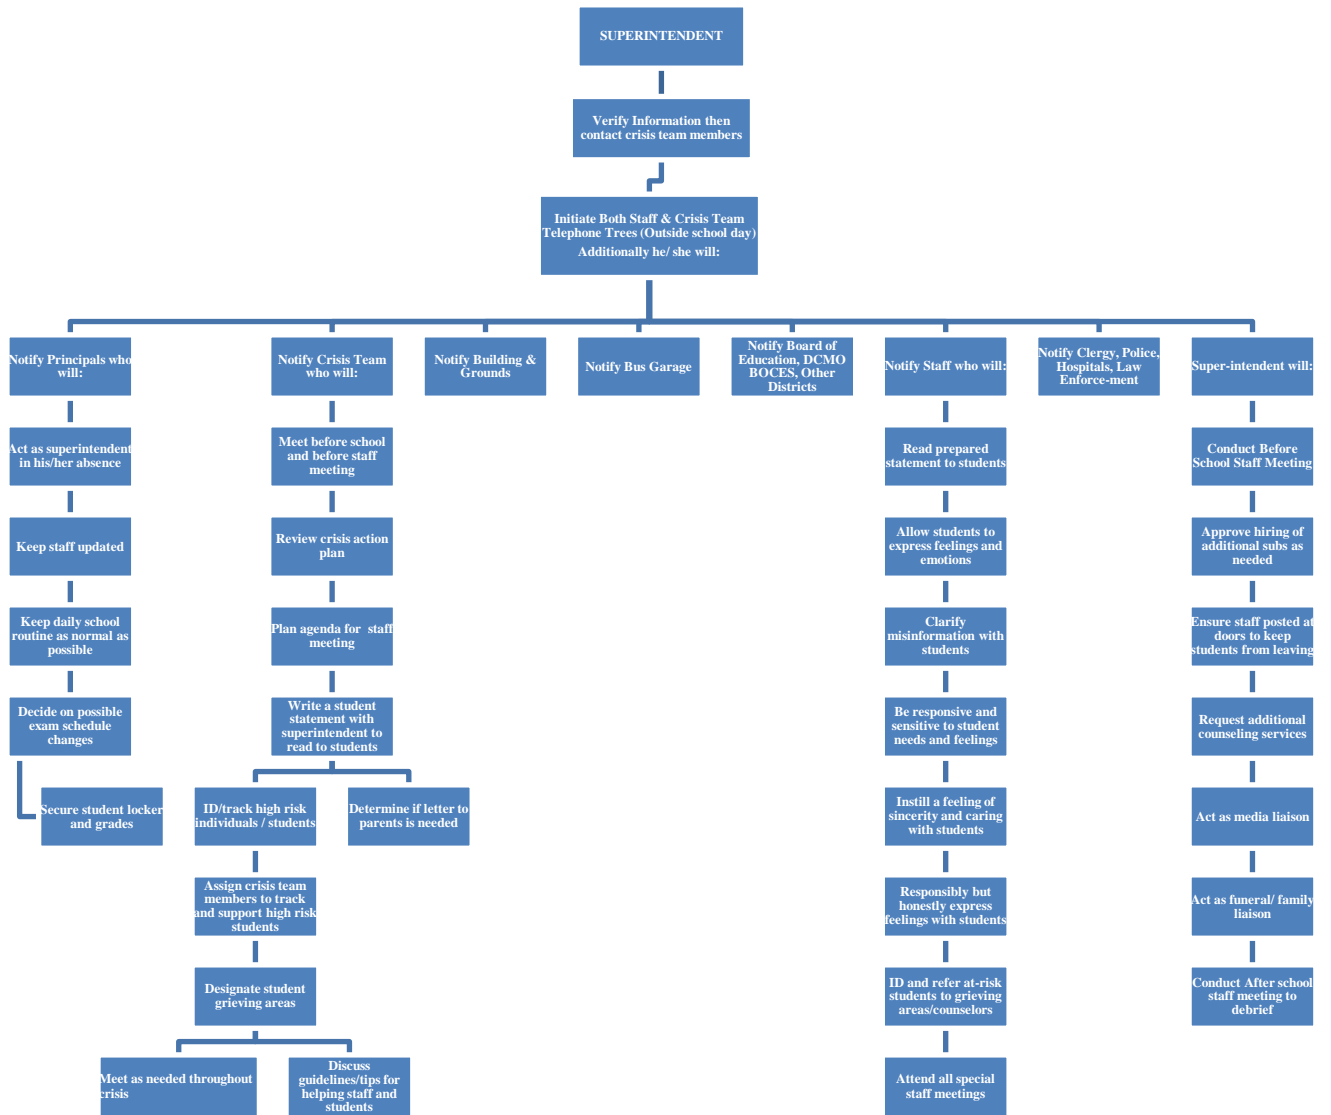 SUPERINTENDENT
Verify Information then
contact crisis team members
Initiate Both Staff & Crisis Team
Telephone Trees (Outside school day)
Additionally he/ she will:
Notify Principals who
will:
Notify Crisis Team
who will:
Notify Building &
Grounds
Notify Bus Garage
Notify Board of
Education, DCMO
BOCES, Other
Districts
Notify Staff who will:
Notify Clergy, Police,
Hospitals, Law
Enforce-ment
Super-intendent will:
Act as superintendent
in his/her absence
Meet before school
and before staff
meeting
Read prepared
statement to students
Conduct Before
School Staff Meeting
Keep staff updated
Review crisis action
plan
Allow students to
express feelings and
emotions
Approve hiring of
additional subs as
needed
Keep daily school
routine as normal as
possible
Plan agenda for staff
meeting
Clarify
misinformation with
students
Ensure staff posted at
doors to keep
students from leaving
Decide on possible
exam schedule
changes
Write a student
statement with
superintendent to
read to students
Be responsive and
sensitive to student
needs and feelings
Request additional
counseling services
Secure student locker
and grades
ID/track high risk
individuals / students
Determine if letter to
parents is needed
Instill a feeling of
sincerity and caring
with students
Act as media liaison
Assign crisis team
members to track
and support high risk
students
Responsibly but
honestly express
feelings with students
Act as funeral/ family
liaison
Designate student
grieving areas
ID and refer at-risk
students to grieving
areas/counselors
Conduct After school
staff meeting to
debrief
Meet as needed throughout
crisis
Discuss
guidelines/tips for
helping staff and
students
Attend all special
staff meetings